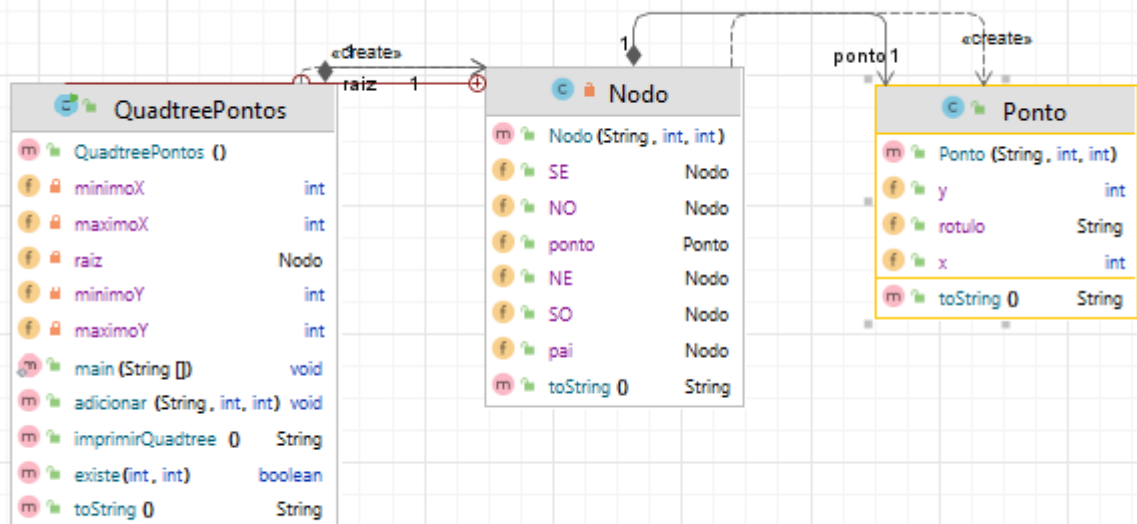 «create»
1
raiz 1
QuadtreePontos
QuadtreePontos ()
minimoX int
maximoX int
raiz Nodo
minimoY int
maximoY int
main (String []) void
adicionar (String, int, int) void
imprimirQuadtree () String
existe(int, int) boolean
toString () String
1
Nodo
Nodo (String, int, int)
SE Nodo
NO Nodo
ponto Ponto
NE Nodo
SO Nodo
pai Nodo
toString () String
«create»
ponto 1
Ponto
Ponto (String, int, int)
y int
rotulo String
x int
toString () String